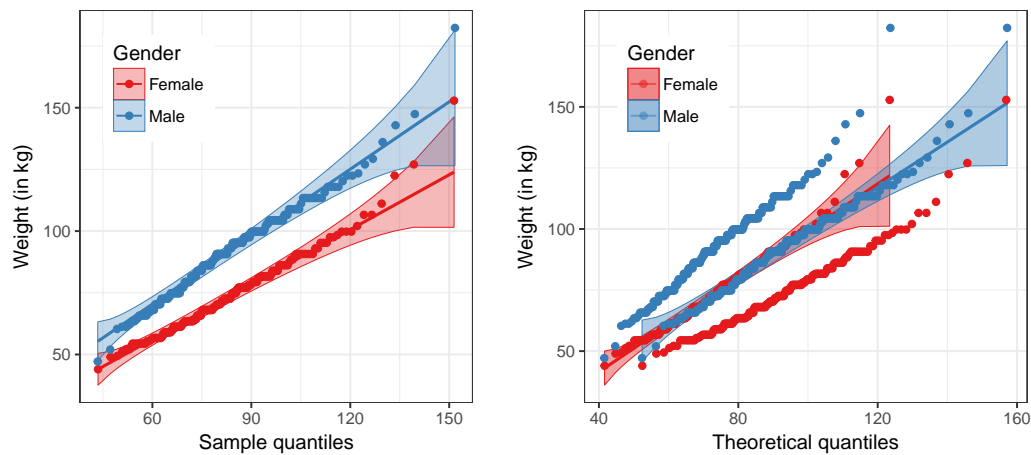 Gender
Female
Male
150
100
50
Weight (in kg)
60
90
120
150
Sample quantiles
Gender
Female
Male
150
100
50
Weight (in kg)
40
80
120
160
Theoretical quantiles